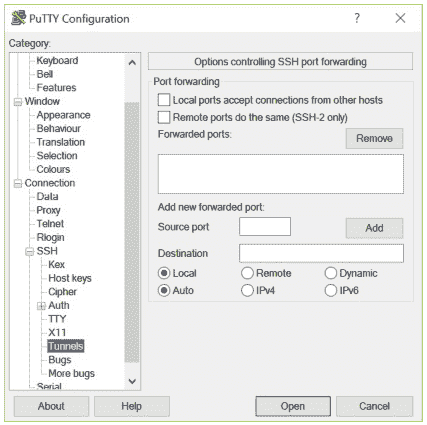 PuTTY Configuration
Category:
Keyboard
Bell
Features
Window
Appearance
Behaviour
Translation
Selection
Colours
Connection
Data
Proxy
Telnet
Rlogin
SSH
Kex
Host keys
Cipher
Auth
TTY
X11
Tunnels
Bugs
More bugs
Serial
Options controlling SSH port forwarding
Port forwarding
Local ports accept connections from other hosts
Remote ports do the same (SSH-2 only)
Forwarded ports:
Remove
Add new forwarded port:
Source port
Add
Destination
Local Remote Dynamic
Auto IPv4 IPv6
About Help Open Cancel